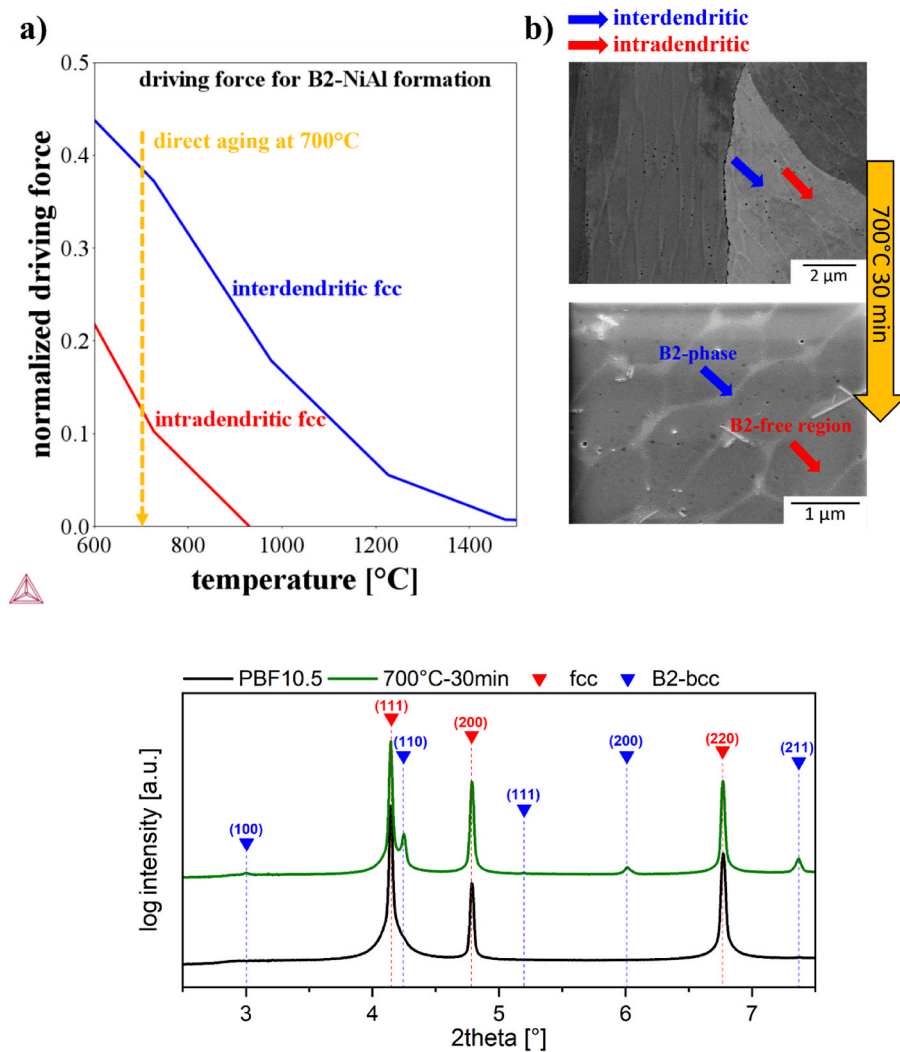 a)
driving force for B2-NiAl formation
direct aging at 700°C
interdendritic fcc
intradendritic fcc
normalized driving force
0.5
0.4
0.3
0.2
0.1
0.0
600 800 1000 1200 1400
temperature [°C]
b)
interdendritic
intradendritic
2 μm
700°C 30 min
B2-phase
B2-free region
1 μm
PBF10.5 700°C-30min fcc B2-bcc
(111)
(110)
(200)
(220)
(200)
(211)
(111)
(100)
log intensity [a.u.]
3 4 5 6 7
2theta [°]